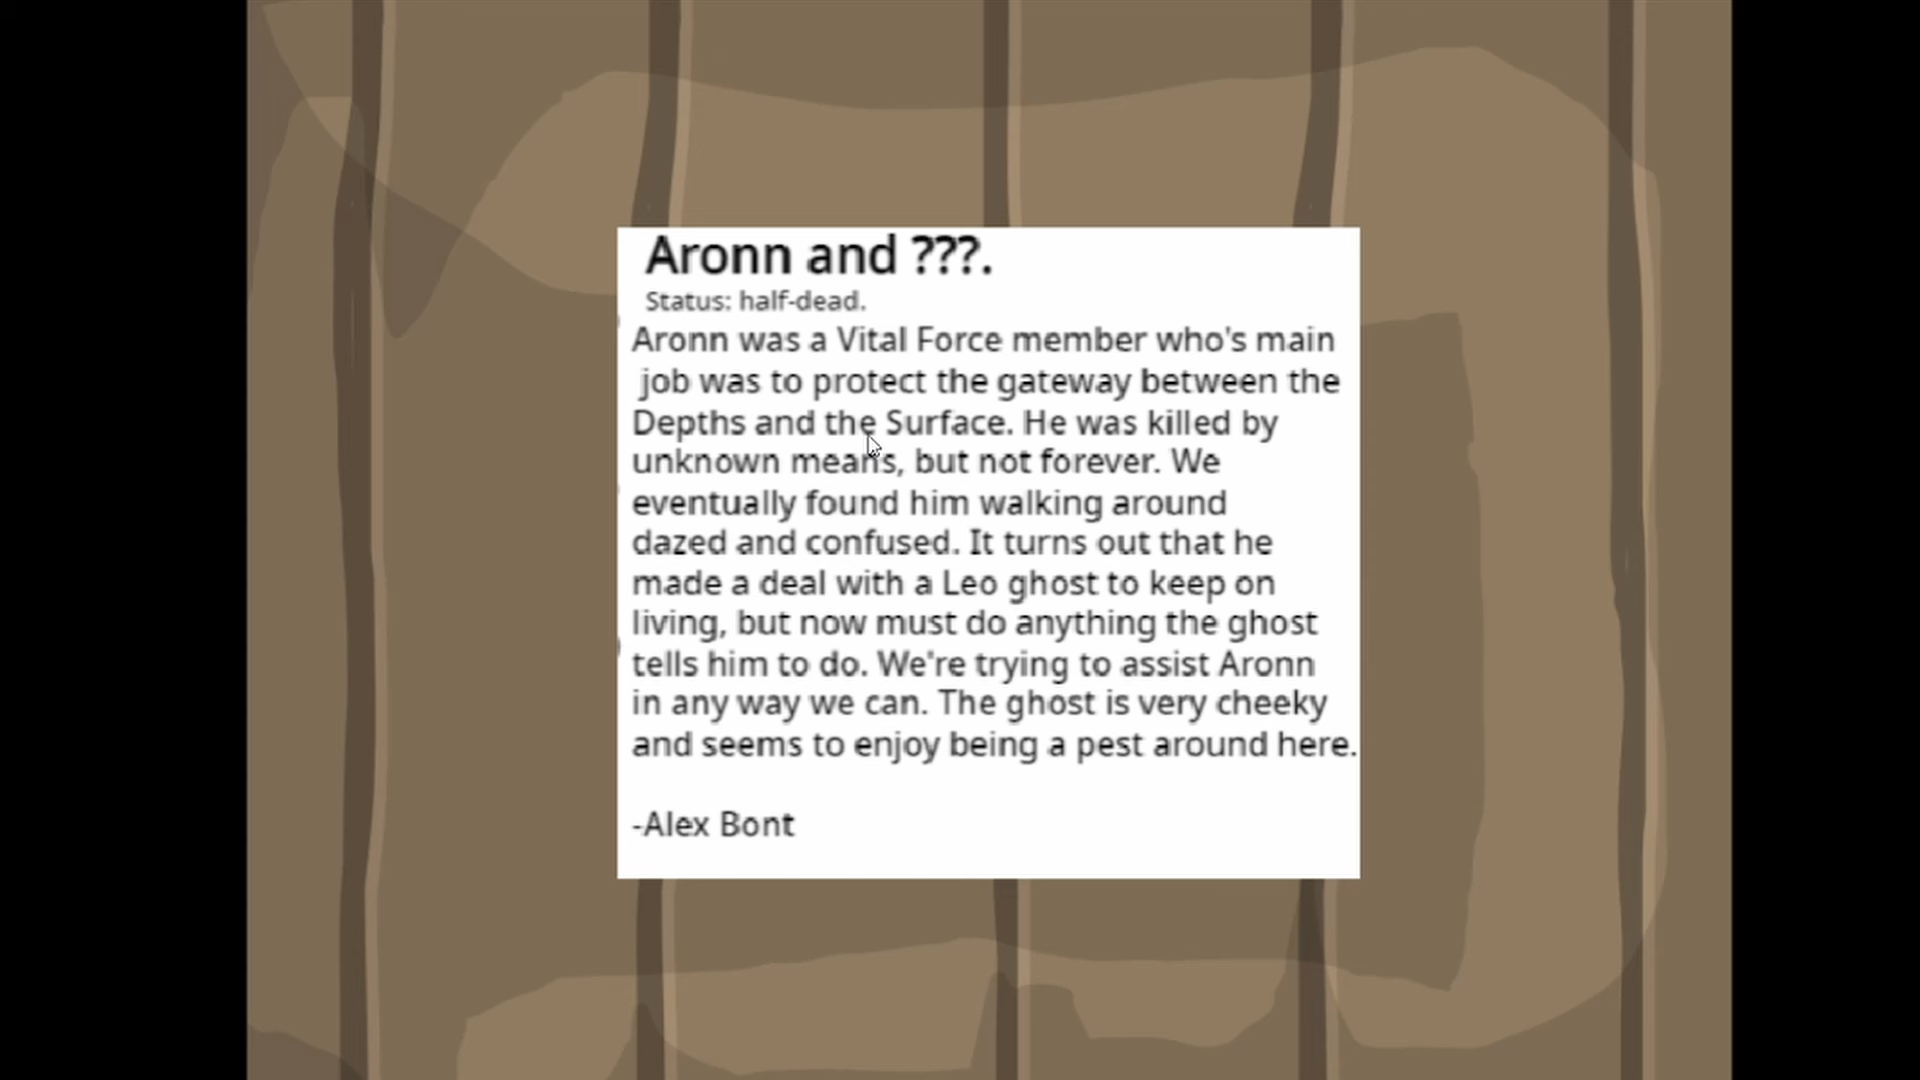 Aronn and ???.
Status: half-dead.
Aronn was a Vital Force member who's main
job was to protect the gateway between the
Depths and the Surface. He was killed by
unknown means, but not forever. We
eventually found him walking around
dazed and confused. It turns out that he
made a deal with a Leo ghost to keep on
living, but now must do anything the ghost
tells him to do. We're trying to assist Aronn
in any way we can. The ghost is very cheeky
and seems to enjoy being a pest around here.
-Alex Bont